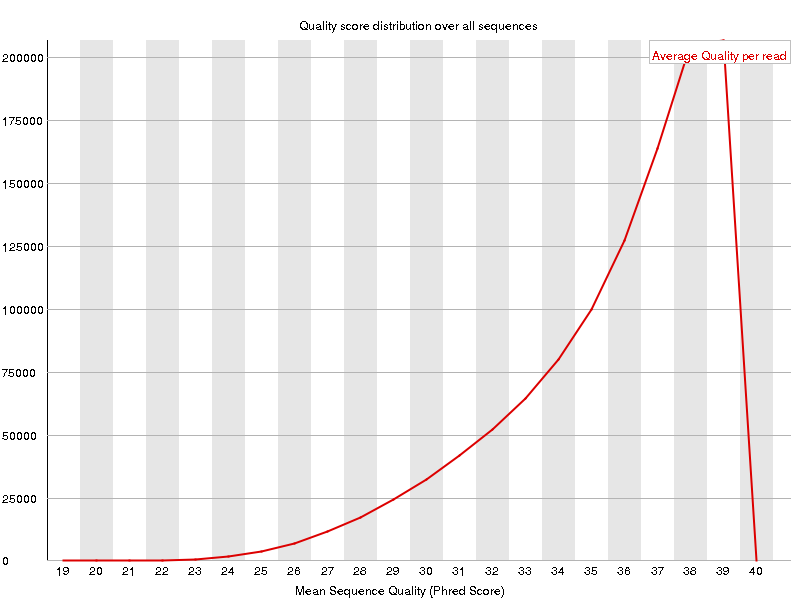 Quality score distribution over all sequences
Average Quality per read
200000
175000
150000
125000
100000
75000
50000
25000
0
19 20 21 22 23 24 25 26 27 28 29 30 31 32 33 34 35 36 37 38 39 40
Mean Sequence Quality (Phred Score)